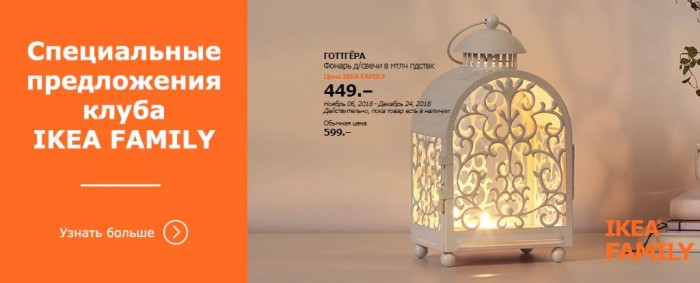 Специальные
предложения
клуба
IKEA FAMILY
Узнать больше
ГОТТГЁРА
Фонарь д/свечи в мтлч пдствк
Цена IKEA FAMILY
449.–
Ноябрь 06, 2018 - Декабрь 24, 2018
Действительно, пока товар есть в наличии
Обычная цена
599.–
IKEA
FAMILY